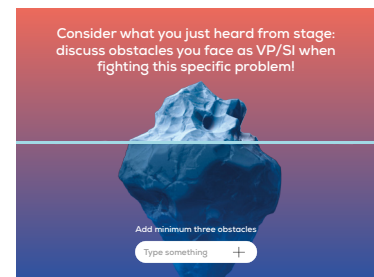 Consider what you just heard from stage:
discuss obstacles you face as VP/SI when
fighting this specific problem!
Add minimum three obstacles
Type something